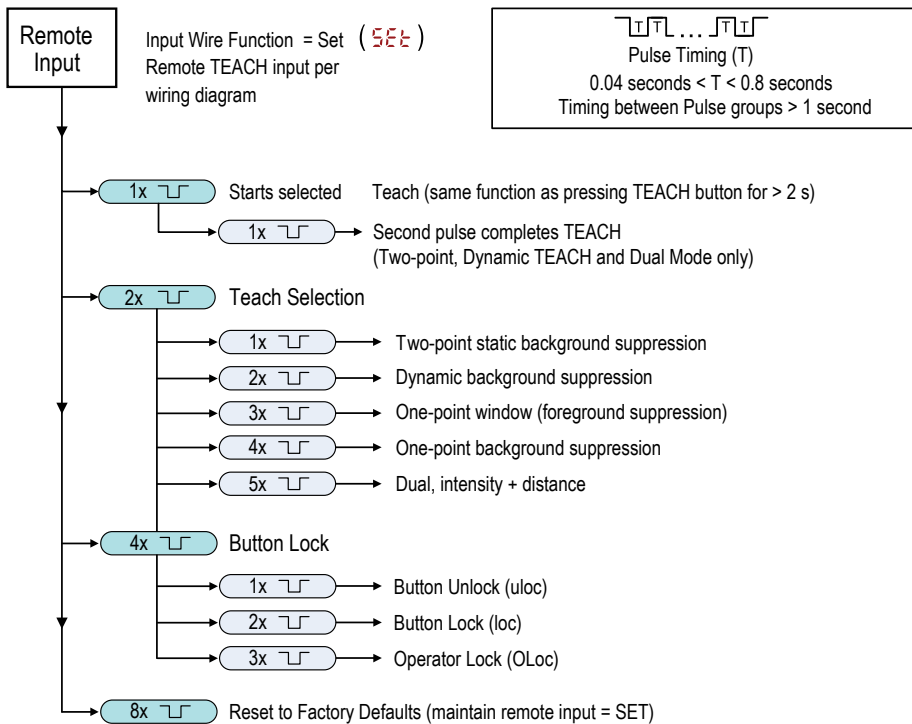 Remote
Input
Input Wire Function = Set (SEt)
Remote TEACH input per
wiring diagram
T T ... T T
Pulse Timing (T)
0.04 seconds < T < 0.8 seconds
Timing between Pulse groups > 1 second
1x Starts selected Teach (same function as pressing TEACH button for > 2 s)
1x Second pulse completes TEACH
(Two-point, Dynamic TEACH and Dual Mode only)
2x Teach Selection
1x Two-point static background suppression
2x Dynamic background suppression
3x One-point window (foreground suppression)
4x One-point background suppression
5x Dual, intensity + distance
4x Button Lock
1x Button Unlock (uloc)
2x Button Lock (loc)
3x Operator Lock (OLoc)
8x Reset to Factory Defaults (maintain remote input = SET)